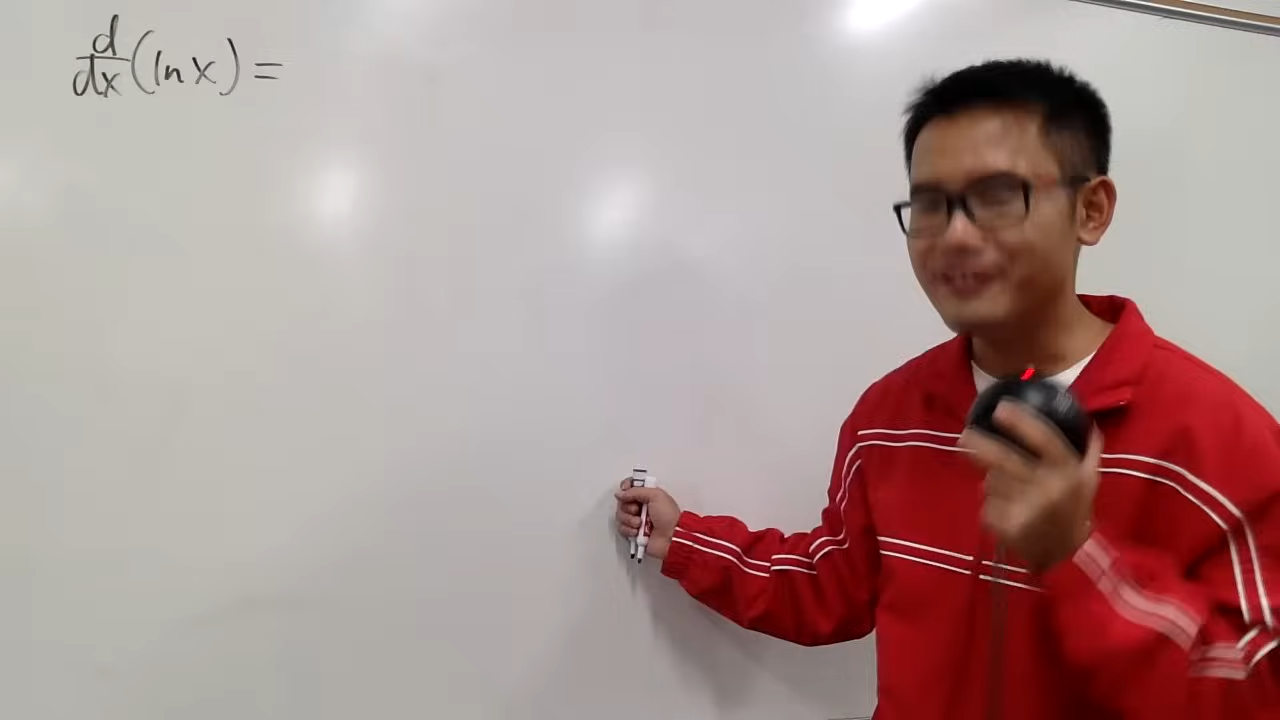 d/dx (ln x) =